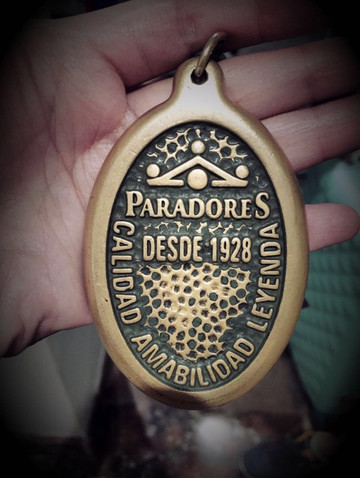 PARADORES
DESDE 1928
CALIDAD AMABILIDAD LEYENDA